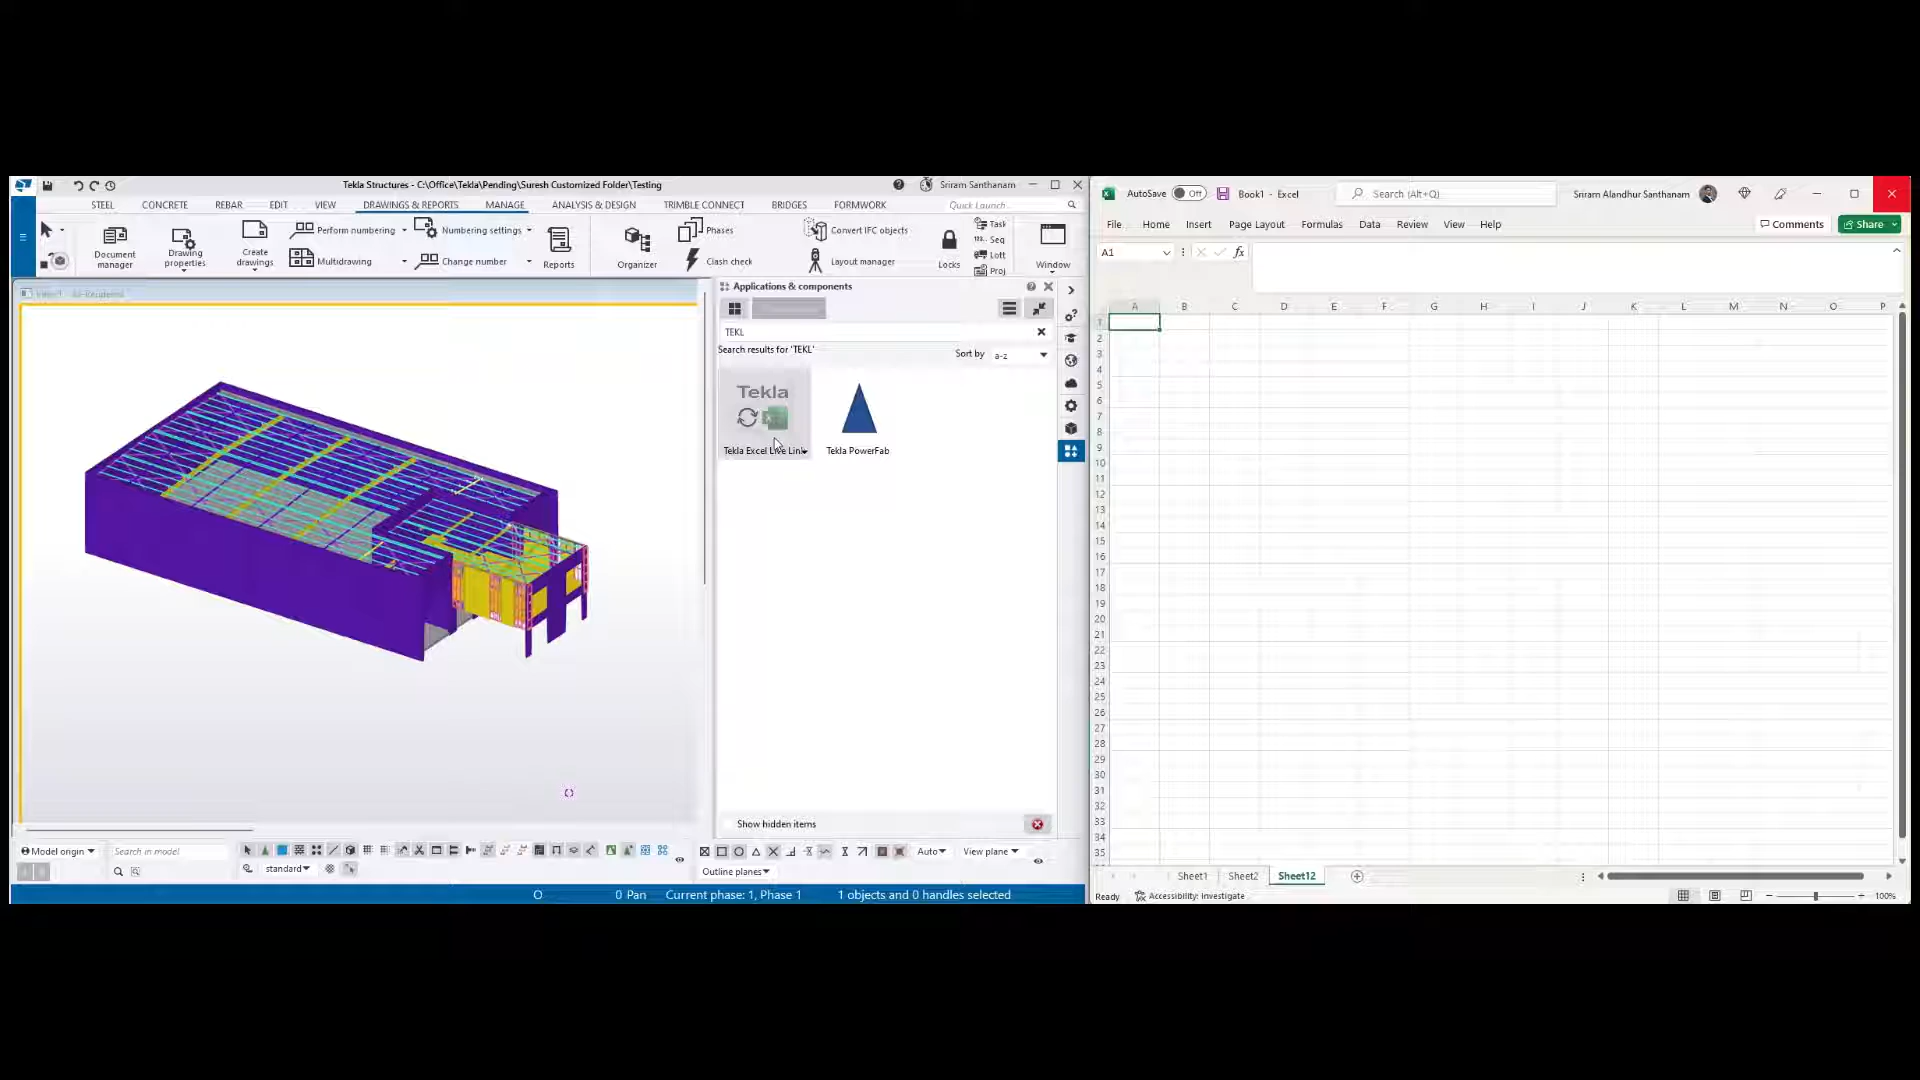 Tekla Structures - C:\Office\Tekla\Pending\Suresh Customized Folder\Testing
Sriram Santhanam
STEEL CONCRETE REBAR EDIT VIEW DRAWINGS & REPORTS MANAGE ANALYSIS & DESIGN TRIMBLE CONNECT BRIDGES FORMWORK Quick Launch...
Document manager
Drawing properties
Create drawings
Perform numbering
Multidrawing
Numbering settings
Change number
Reports
Organizer
Phases
Clash check
Convert IFC objects
Layout manager
Locks
Task
Seq
Lott
Proj
Window
Applications & components
TEKL
Search results for 'TEKL'
Sort by a-z
Tekla
Tekla Excel Live Link
Tekla PowerFab
Show hidden items
Model origin
Search in model
standard
Auto
View plane
Outline planes
O 0 Pan Current phase: 1, Phase 1 1 objects and 0 handles selected
AutoSave Off Book1 - Excel Search (Alt+Q) Sriram Alandhur Santhanam
File Home Insert Page Layout Formulas Data Review View Help Comments Share
A1 fx
A B C D E F G H I J K L M N O P
1
2
3
4
5
6
7
8
9
10
11
12
13
14
15
16
17
18
19
20
21
22
23
24
25
26
27
28
29
30
31
32
33
34
35
Sheet1 Sheet2 Sheet12
Ready Accessibility: Investigate 100%